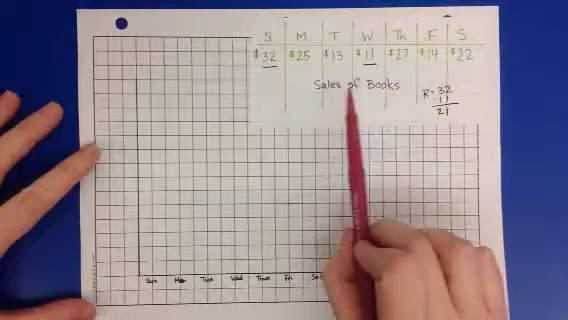 S M T W Th F S
$32 $25 $13 $11 $27 $14 $22
Sales of Books
R = 32
- 11
21
Sun Mon Tue Wed Thur Fri Sat